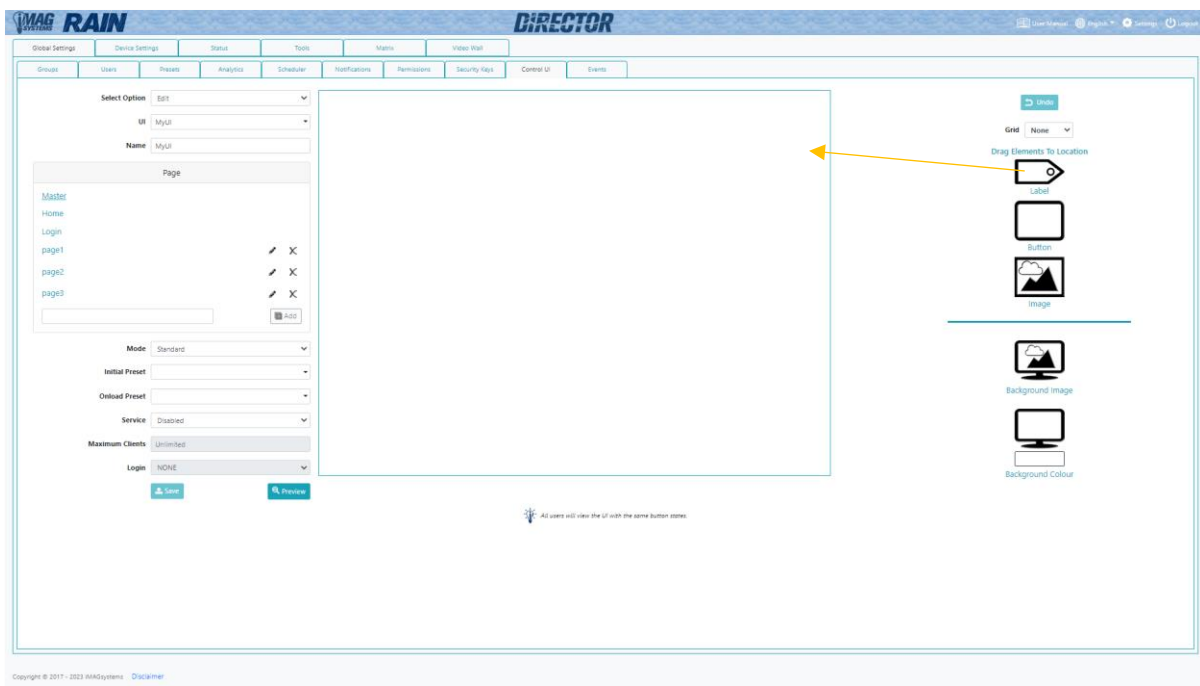 iMAG SYSTEMS RAIN DiRECTOR User Manual English Settings Logout
Global Settings Device Settings Status Tools Matrix Video Wall
Groups Users Presets Analytics Scheduler Notifications Permissions Security Keys Control UI Events
Select Option Edit
UI MyUI
Name MyUI
Page
Master
Home
Login
page1
page2
page3
Add
Mode Standard
Initial Preset
Onload Preset
Service Disabled
Maximum Clients Unlimited
Login NONE
Save Preview
All users will view the UI with the same button states.
Undo
Grid None
Drag Elements To Location
Label
Button
Image
Background Image
Background Colour
Copyright © 2017 - 2023 iMAGsystems Disclaimer